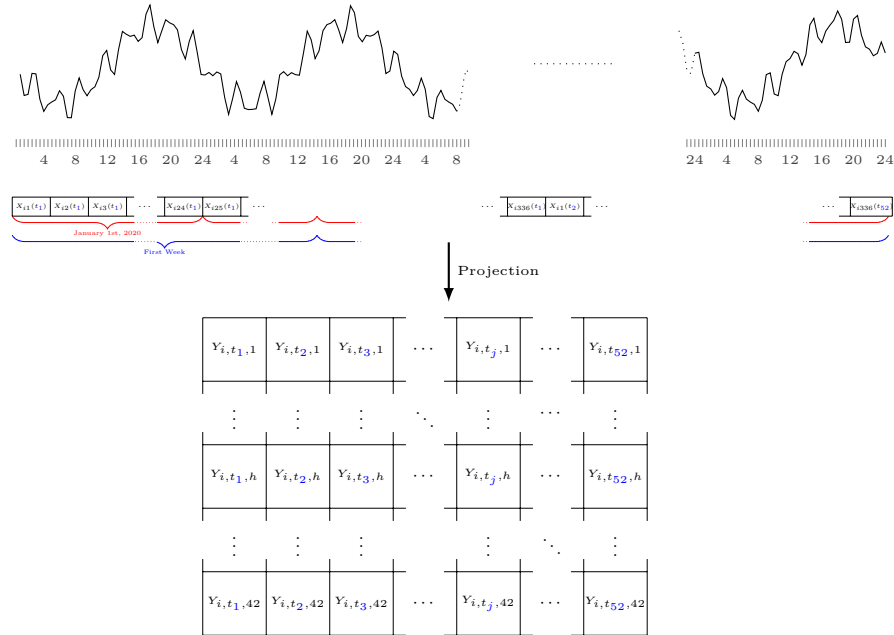 4 8 12 16 20 24 4 8 12 16 20 24 4 8 24 4 8 12 16 20 24
X_{i1}(t_1) X_{i2}(t_1) X_{i3}(t_1) ··· X_{i24}(t_1) X_{i25}(t_1) ··· ··· X_{i336}(t_1) X_{i1}(t_2) ··· ··· X_{i336}(t_{52})
January 1st, 2020
First Week
Projection
Y_{i,t_1,1} Y_{i,t_2,1} Y_{i,t_3,1} ··· Y_{i,t_j,1} ··· Y_{i,t_{52},1}
⋮ ⋮ ⋮ ⋱ ⋮ ··· ⋮
Y_{i,t_1,h} Y_{i,t_2,h} Y_{i,t_3,h} ··· Y_{i,t_j,h} ··· Y_{i,t_{52},h}
⋮ ⋮ ⋮ ⋮ ⋱ ⋮
Y_{i,t_1,42} Y_{i,t_2,42} Y_{i,t_3,42} ··· Y_{i,t_j,42} ··· Y_{i,t_{52},42}